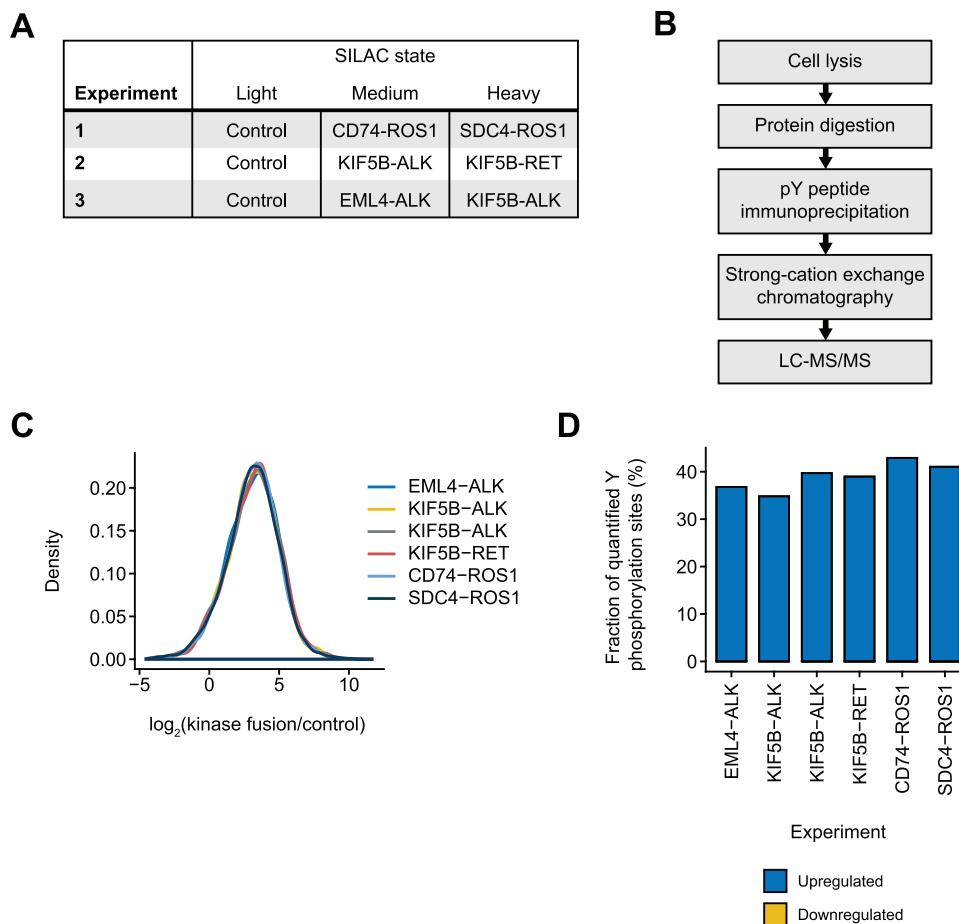 A
SILAC state
Experiment Light Medium Heavy
1 Control CD74-ROS1 SDC4-ROS1
2 Control KIF5B-ALK KIF5B-RET
3 Control EML4-ALK KIF5B-ALK
B
Cell lysis
Protein digestion
pY peptide
immunoprecipitation
Strong-cation exchange
chromatography
LC-MS/MS
C
Density
0.20
0.15
0.10
0.05
0.00
−5 0 5 10
log₂(kinase fusion/control)
EML4−ALK
KIF5B−ALK
KIF5B−ALK
KIF5B−RET
CD74−ROS1
SDC4−ROS1
D
Fraction of quantified Y
phosphorylation sites (%)
40
30
40
20
10
0
EML4−ALK
KIF5B−ALK
KIF5B−ALK
KIF5B−RET
CD74−ROS1
SDC4−ROS1
Experiment
Upregulated
Downregulated